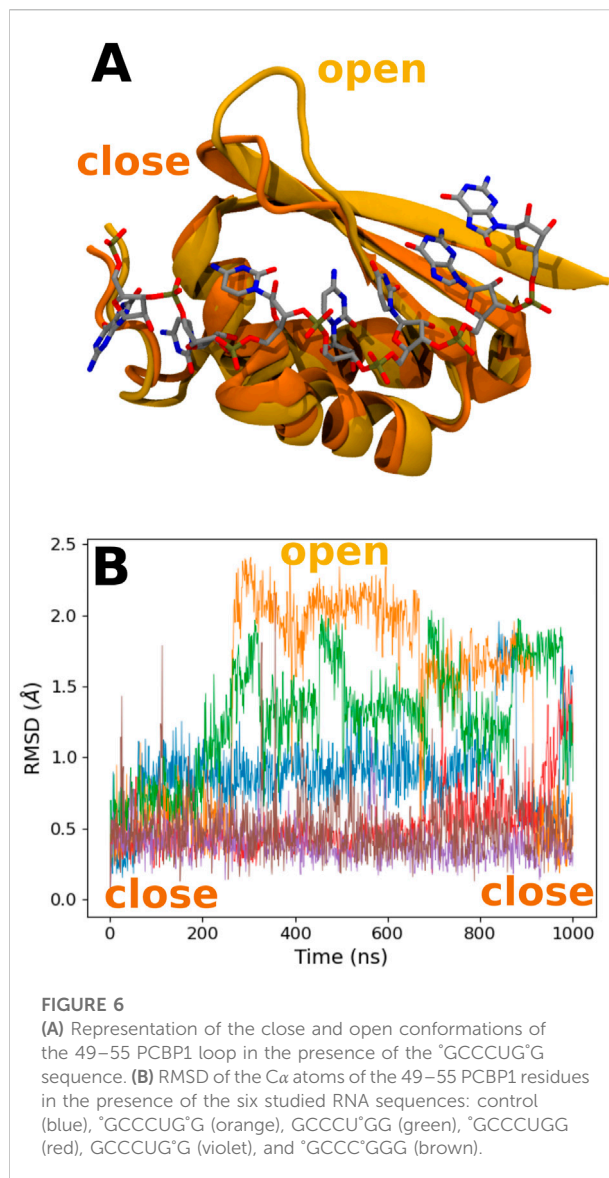 A
open
close
B
open
2.5
2.0
1.5
1.0
0.5
0.0
RMSD (Å)
close
close
0
200
400
600
800
1000
Time (ns)
FIGURE 6
(A) Representation of the close and open conformations of
the 49–55 PCBP1 loop in the presence of the °GCCCUG°G
sequence. (B) RMSD of the Cα atoms of the 49–55 PCBP1 residues
in the presence of the six studied RNA sequences: control
(blue), °GCCCUG°G (orange), GCCCU°GG (green), °GCCCUGG
(red), GCCCUG°G (violet), and °GCCC°GGG (brown).